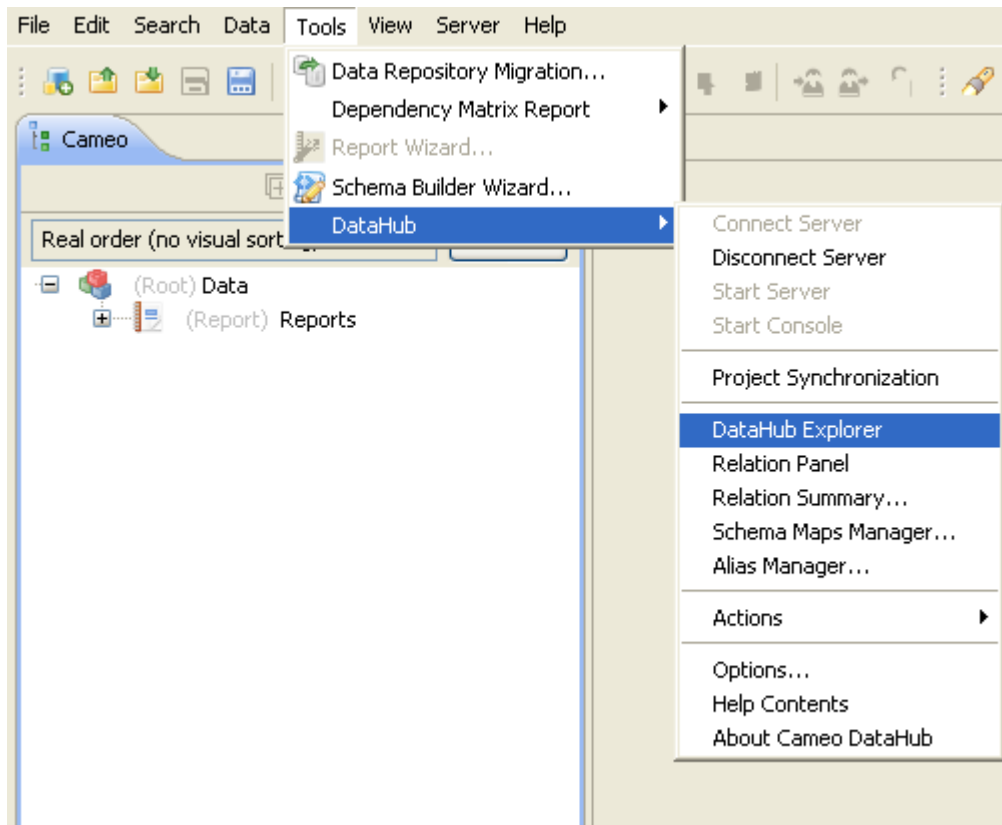 File Edit Search Data Tools View Server Help
Data Repository Migration...
Dependency Matrix Report
Report Wizard...
Schema Builder Wizard...
DataHub
Cameo
Real order (no visual sort
(Root) Data
(Report) Reports
Connect Server
Disconnect Server
Start Server
Start Console
Project Synchronization
DataHub Explorer
Relation Panel
Relation Summary...
Schema Maps Manager...
Alias Manager...
Actions
Options...
Help Contents
About Cameo DataHub